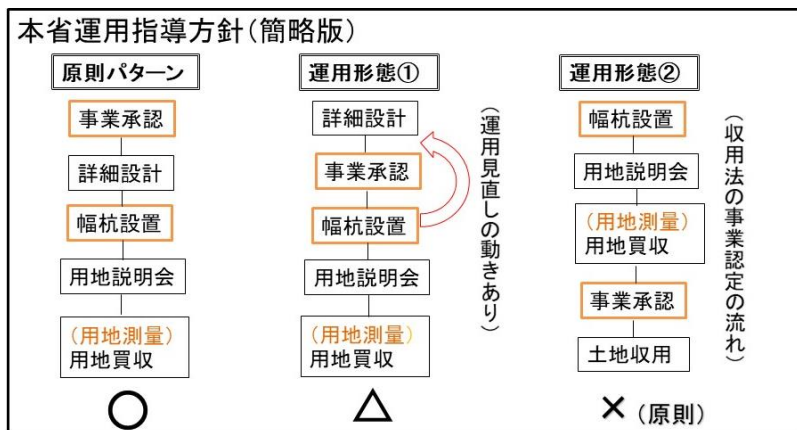 本省運用指導方針(簡略版)
原則パターン
事業承認
詳細設計
幅杭設置
用地説明会
(用地測量)
用地買収
○
運用形態①
詳細設計
事業承認
幅杭設置
用地説明会
(用地測量)
用地買収
△
(運用見直しの動きあり)
運用形態②
幅杭設置
用地説明会
(用地測量)
用地買収
事業承認
土地収用
×(原則)
(収用法の事業認定の流れ)